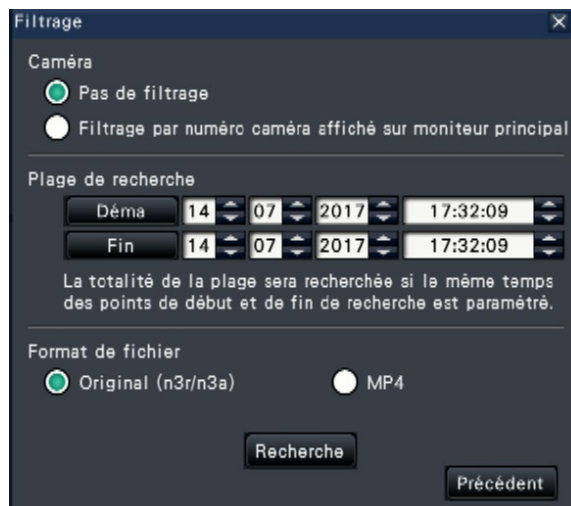 Filtrage
Caméra
Pas de filtrage
Filtrage par numéro caméra affiché sur moniteur principal
Plage de recherche
Déma 14 07 2017 17:32:09
Fin 14 07 2017 17:32:09
La totalité de la plage sera recherchée si le même temps
des points de début et de fin de recherche est paramétré.
Format de fichier
Original (n3r/n3a) MP4
Recherche
Précédent